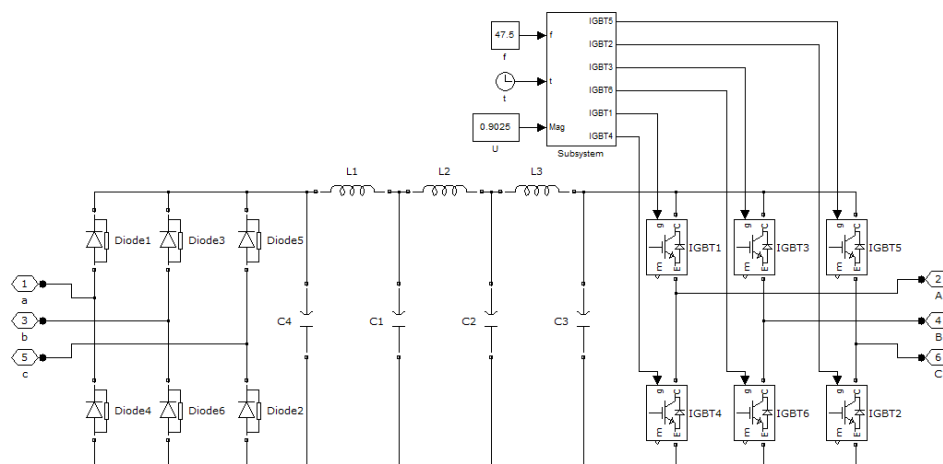 IGBT5
47.5
f
IGBT2
f
IGBT3
t
IGBT6
t
IGBT1
0.9025
Mag
IGBT4
U
Subsystem
L1
L2
L3
Diode1
Diode3
Diode5
g
C
m
E
IGBT1
g
C
m
E
IGBT3
g
C
m
E
IGBT5
1
a
2
A
3
b
C4
C1
C2
C3
4
B
5
c
6
C
Diode4
Diode6
Diode2
g
C
m
E
IGBT4
g
C
m
E
IGBT6
g
C
m
E
IGBT2